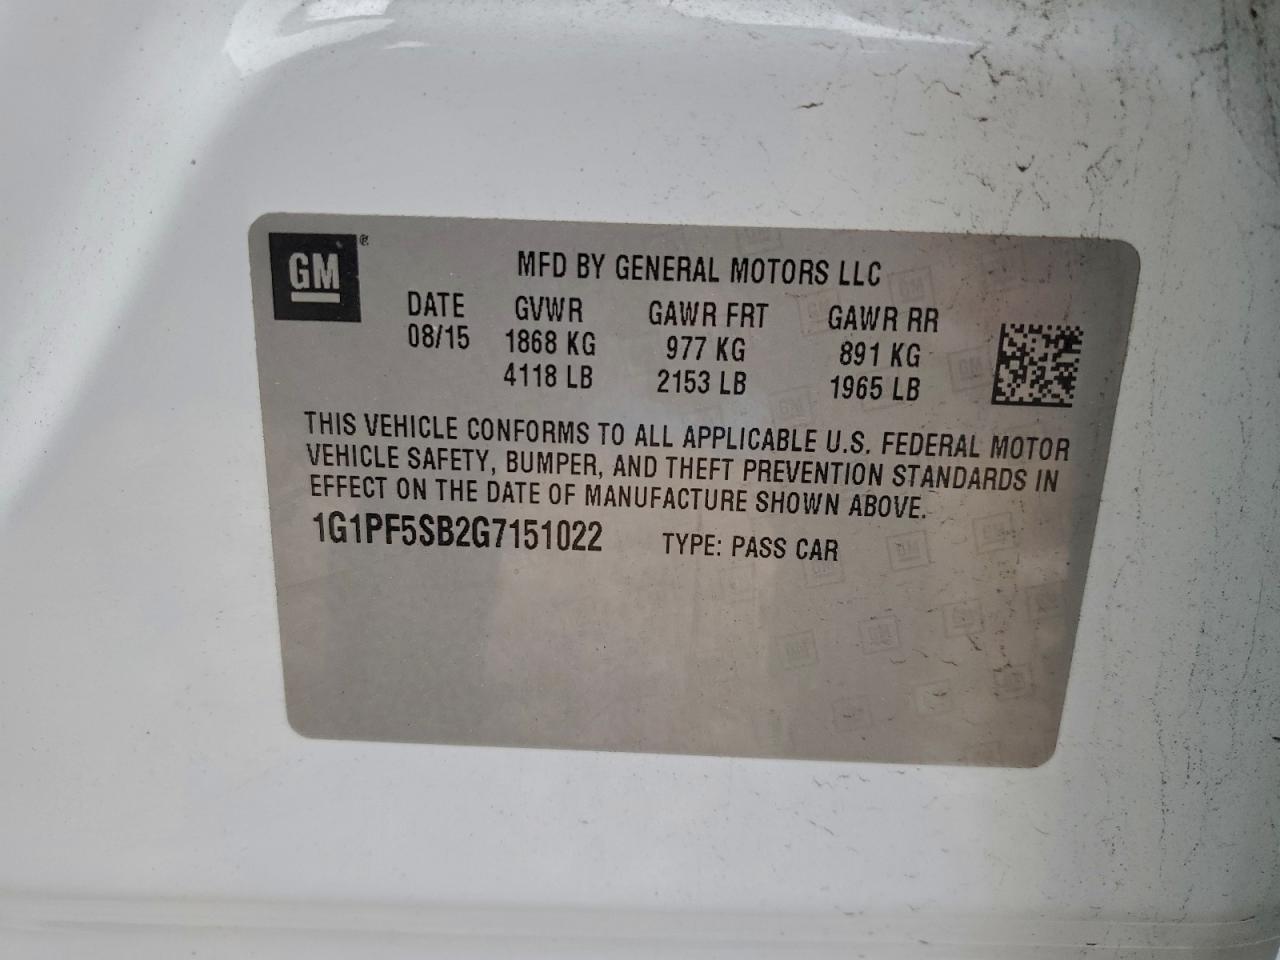 GM®
MFD BY GENERAL MOTORS LLC
DATE GVWR GAWR FRT GAWR RR
08/15 1868 KG 977 KG 891 KG
4118 LB 2153 LB 1965 LB
THIS VEHICLE CONFORMS TO ALL APPLICABLE U.S. FEDERAL MOTOR
VEHICLE SAFETY, BUMPER, AND THEFT PREVENTION STANDARDS IN
EFFECT ON THE DATE OF MANUFACTURE SHOWN ABOVE.
1G1PF5SB2G7151022 TYPE: PASS CAR